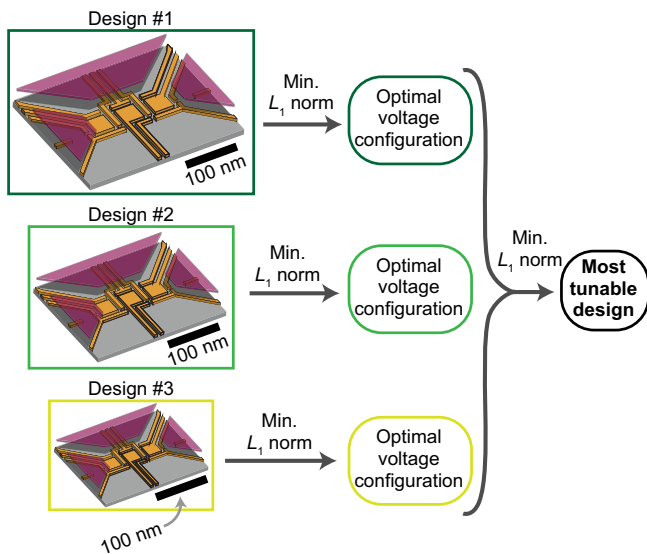 Design #1
100 nm
Min.
L₁ norm
Optimal
voltage
configuration
Design #2
100 nm
Min.
L₁ norm
Optimal
voltage
configuration
Min.
L₁ norm
Most
tunable
design
Design #3
100 nm
Min.
L₁ norm
Optimal
voltage
configuration